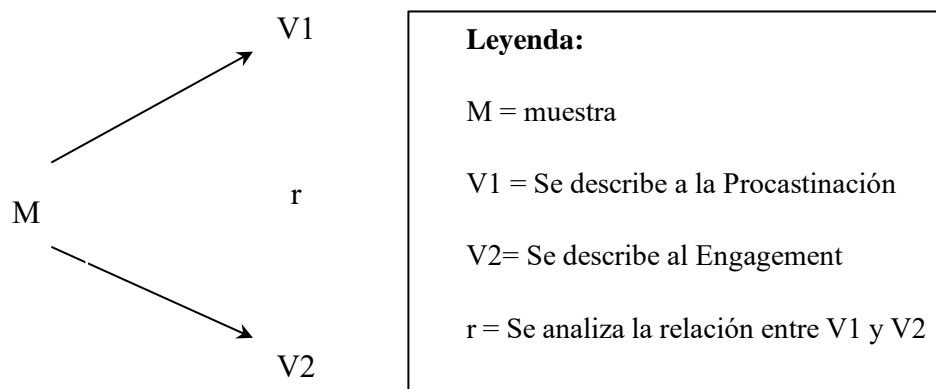 V1
r
M
V2
Leyenda:
M = muestra
V1 = Se describe a la Procastinación
V2= Se describe al Engagement
r = Se analiza la relación entre V1 y V2